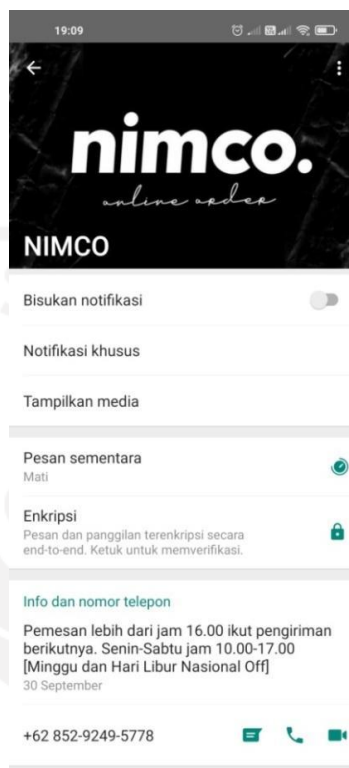 19:09
nimco.
online order
NIMCO
Bisukan notifikasi
Notifikasi khusus
Tampilkan media
Pesan sementara
Mati
Enkripsi
Pesan dan panggilan terenkripsi secara
end-to-end. Ketuk untuk memverifikasi.
Info dan nomor telepon
Pemesan lebih dari jam 16.00 ikut pengiriman
berikutnya. Senin-Sabtu jam 10.00-17.00
[Minggu dan Hari Libur Nasional Off]
30 September
+62 852-9249-5778